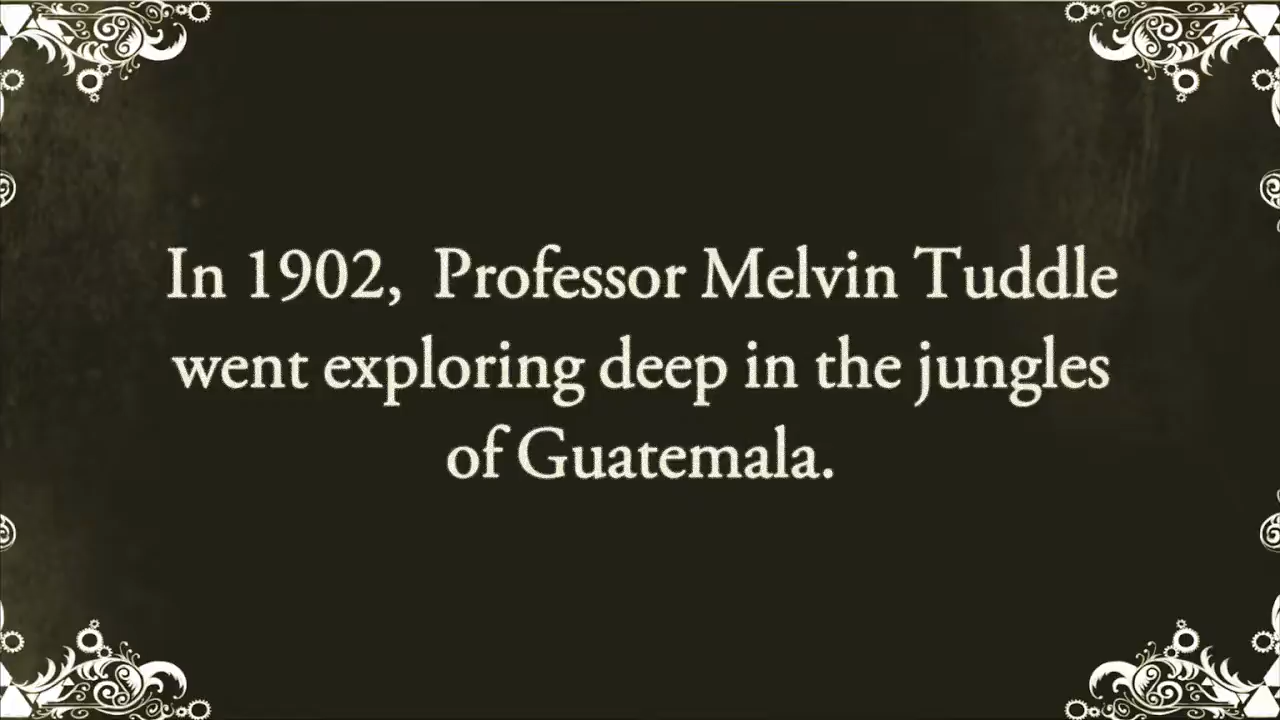 In 1902,  Professor Melvin Tuddle
went exploring deep in the jungles
of Guatemala.